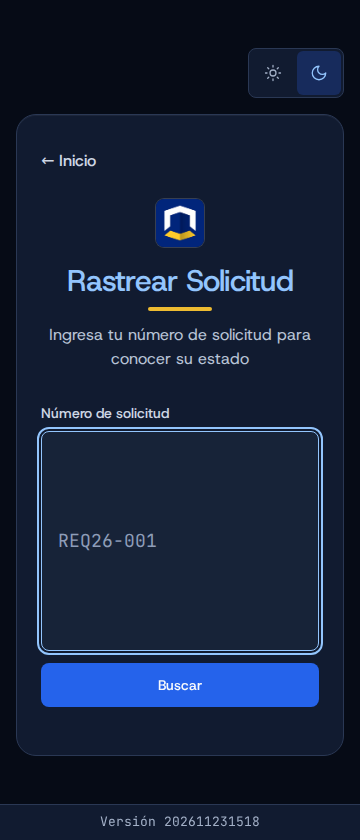 ← Inicio
Rastrear Solicitud
Ingresa tu número de solicitud para
conocer su estado
Número de solicitud
REQ26-001
Buscar
Versión 202611231518